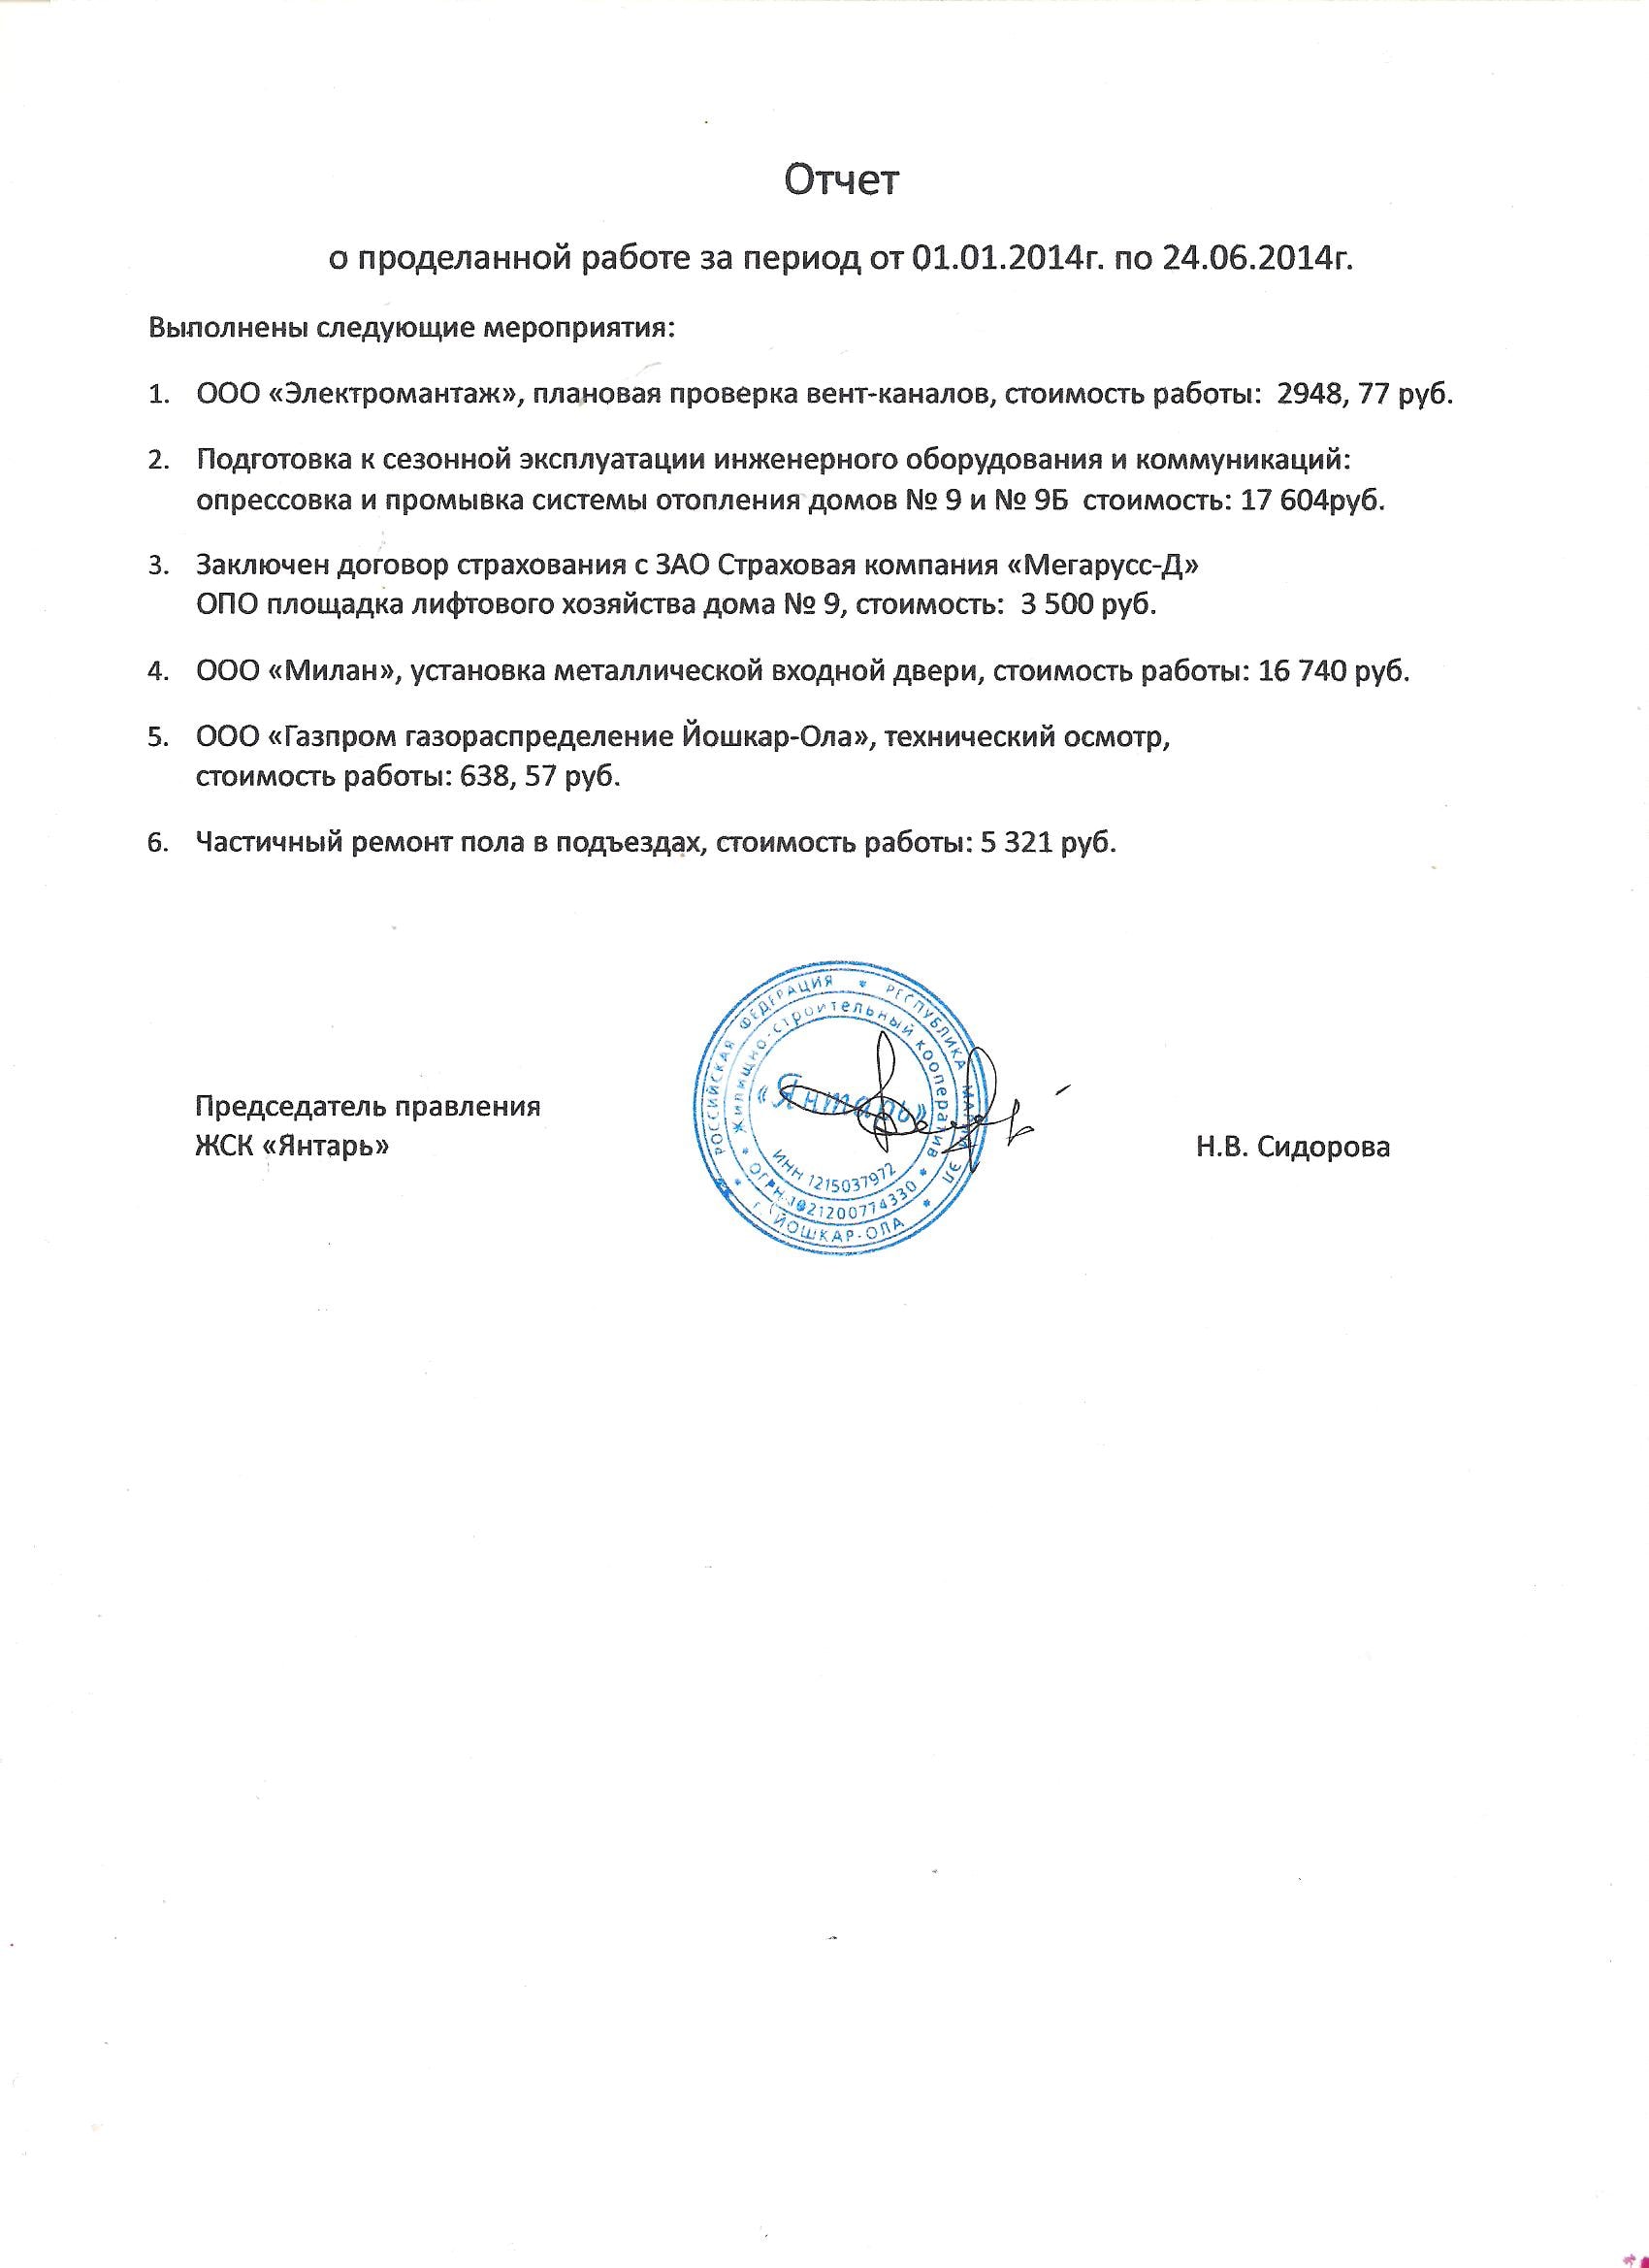 Отчет
о проделанной работе за период от 01.01.2014г. по 24.06.2014г.
Выполнены следующие мероприятия:
1. ООО «Электромантаж», плановая проверка вент-каналов, стоимость работы: 2948, 77 руб.
2. Подготовка к сезонной эксплуатации инженерного оборудования и коммуникаций:
опрессовка и промывка системы отопления домов № 9 и № 9Б стоимость: 17 604руб.
3. Заключен договор страхования с ЗАО Страховая компания «Мегарусс-Д»
ОПО площадка лифтового хозяйства дома № 9, стоимость: 3 500 руб.
4. ООО «Милан», установка металлической входной двери, стоимость работы: 16 740 руб.
5. ООО «Газпром газораспределение Йошкар-Ола», технический осмотр,
стоимость работы: 638, 57 руб.
6. Частичный ремонт пола в подъездах, стоимость работы: 5 321 руб.
РОССИЙСКАЯ ФЕДЕРАЦИЯ * РЕСПУБЛИКА МАРИЙ ЭЛ *
г. ЙОШКАР-ОЛА
Жилищно-строительный кооператив
* ОГРН 1021200774330 *
«Янтарь»
ИНН 1215037972
Председатель правления
ЖСК «Янтарь» Н.В. Сидорова